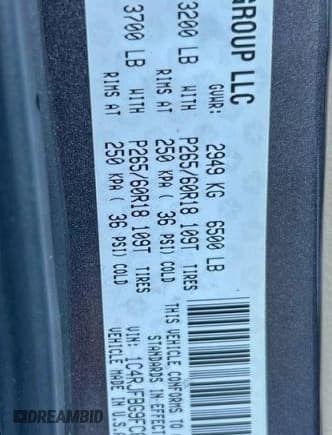 GROUP LLC
GVWR: 2949 KG 6500 LB
3200 LB WITH P265/60R18 109T TIRES
RIMS AT 250 KPA ( 36 PSI) COLD
3700 LB WITH P265/60R18 109T TIRES
RIMS AT 250 KPA ( 36 PSI) COLD
THIS VEHICLE CONFORMS TO
STANDARDS IN EFFECT
VIN: 1C4RJFBG6FC
VEHICLE MADE IN U.S.A
DREAMBID